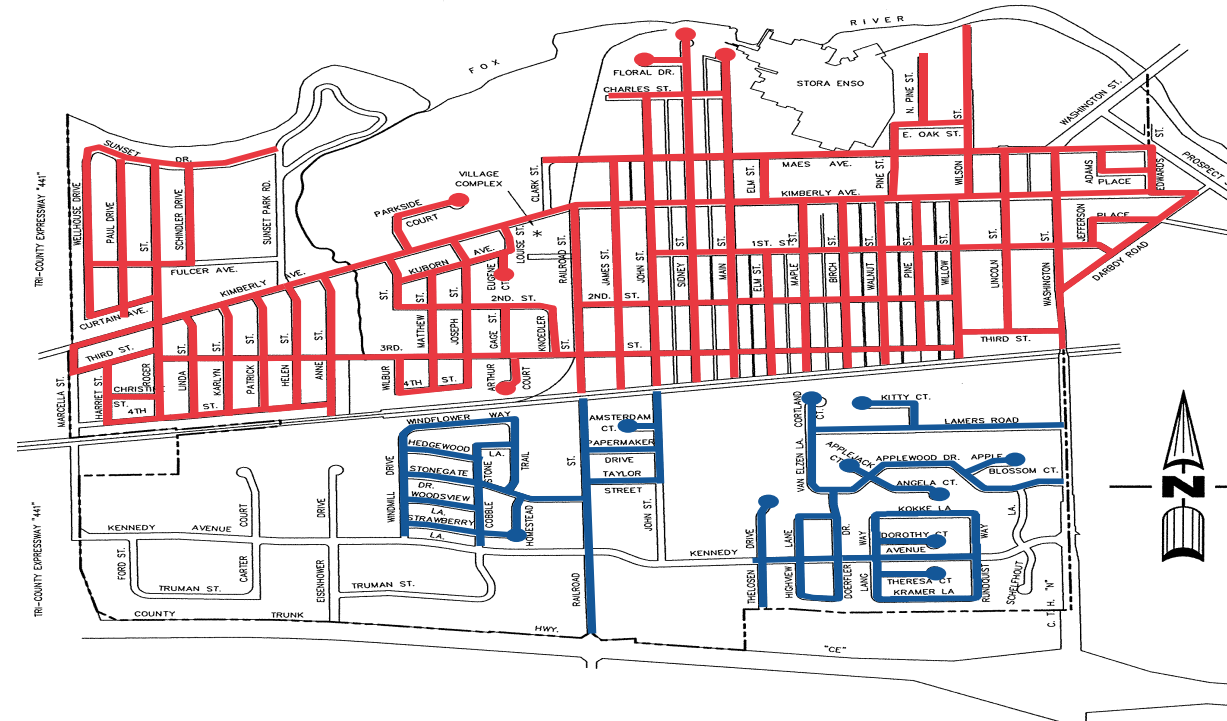 RIVER
FOX
STORA ENSO
FLORAL DR.
CHARLES ST.
N. PINE ST.
ST.
E. OAK ST.
WASHINGTON ST.
ST.
PROSPECT
EDWARDS
SUNSET
DR.
MAES AVE.
ELM ST.
PINE ST.
WILSON
ADAMS
PLACE
VILLAGE
COMPLEX
CLARK ST.
KIMBERLY AVE.
TRI-COUNTY EXPRESSWAY "441"
WELLHOUSE DRIVE
PAUL DRIVE
ST.
SCHINDLER DRIVE
SUNSET PARK RD.
PARKSIDE
COURT
LOUISE ST.
*
RAILROAD ST.
JAMES ST.
JOHN ST.
ST.
SIDNEY
ST.
MAIN
1ST. ST.
ST.
ELM ST.
MAPLE
ST.
BIRCH
ST.
WALNUT
ST.
PINE
ST.
WILLOW
ST.
LINCOLN
ST.
WASHINGTON
JEFFERSON
PLACE
DARBOY ROAD
FULCER AVE.
KIMBERLY
AVE.
KUBORN
AVE.
EUGENE
CT.
CURTAIN AVE.
2ND. ST.
2ND. ST.
ST.
MATTHEW
ST.
JOSEPH
ST.
GAGE ST.
KNOEDLER
ST.
THIRD ST.
ROGER
ST.
LINDA
ST.
KARLYN
ST.
PATRICK
ST.
HELEN
ST.
ANNE
ST.
3RD.
ST.
THIRD ST.
MARCELLA ST.
HARRIET ST.
CHRISTINE
ST.
4TH
ST.
WILBUR
4TH ST.
ARTHUR
COURT
WINDFLOWER WAY
HEDGEWOOD
LA.
STONEGATE
DR.
WOODSVIEW
LA.
STRAWBERRY
LA.
WINDMILL
DRIVE
COBBLE
STONE
TRAIL
HOMESTEAD
AMSTERDAM
CT.
PAPERMAKER
DRIVE
TAYLOR
STREET
ST.
JOHN ST.
RAILROAD
CORTLAND
CT.
KITTY CT.
LAMERS ROAD
VAN ELZEN LA.
APPLEJACK
CT.
APPLEWOOD DR.
APPLE
BLOSSOM CT.
ANGELA CT.
KOKKE LA
DOROTHY CT
AVENUE
THERESA CT
KRAMER LA
KENNEDY
THELOSEN
DRIVE
HIGHVIEW
LANE
DOERFLER
DR.
LANG
WAY
RUNDQUIST
WAY
SCHELFHOUT
LA.
C. T. H. "N"
TRI-COUNTY EXPRESSWAY "441"
KENNEDY AVENUE
COURT
CARTER
DRIVE
EISENHOWER
FORD ST.
TRUMAN ST.
TRUMAN ST.
COUNTY
TRUNK
HWY.
"CE"
N